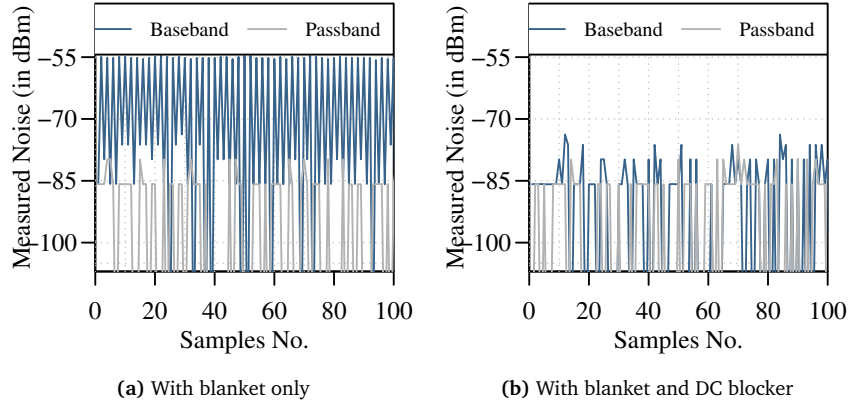 Baseband Passband
Measured Noise (in dBm)
−55
−70
−85
−100
0 20 40 60 80 100
Samples No.
(a) With blanket only
Baseband Passband
Measured Noise (in dBm)
−55
−70
−85
−100
0 20 40 60 80 100
Samples No.
(b) With blanket and DC blocker